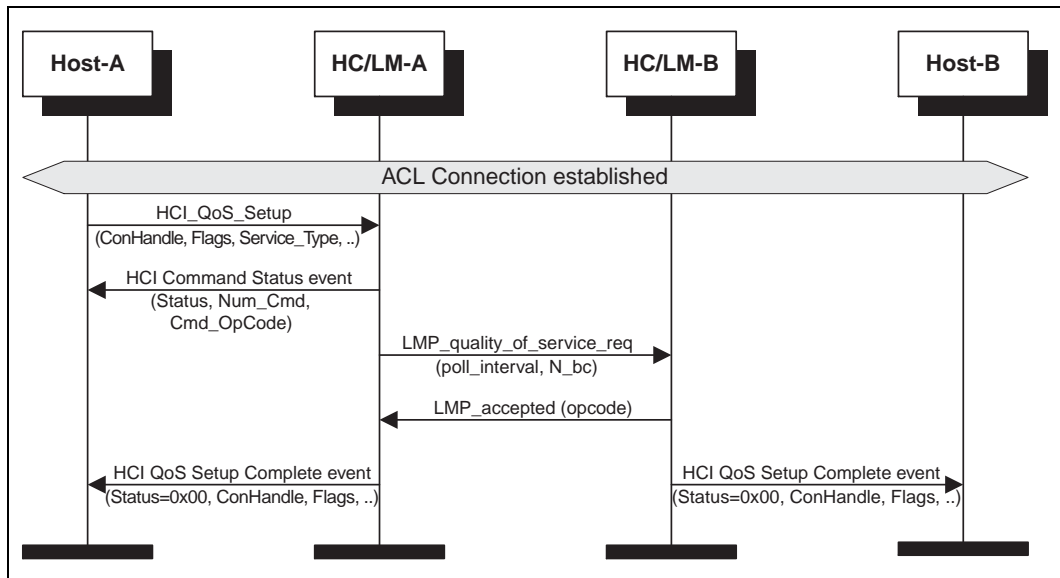 Host-A
HC/LM-A
HC/LM-B
Host-B
ACL Connection established
HCI_QoS_Setup
(ConHandle, Flags, Service_Type, ..)
HCI Command Status event
(Status, Num_Cmd,
Cmd_OpCode)
LMP_quality_of_service_req
(poll_interval, N_bc)
LMP_accepted (opcode)
HCI QoS Setup Complete event
(Status=0x00, ConHandle, Flags, ..)
HCI QoS Setup Complete event
(Status=0x00, ConHandle, Flags, ..)